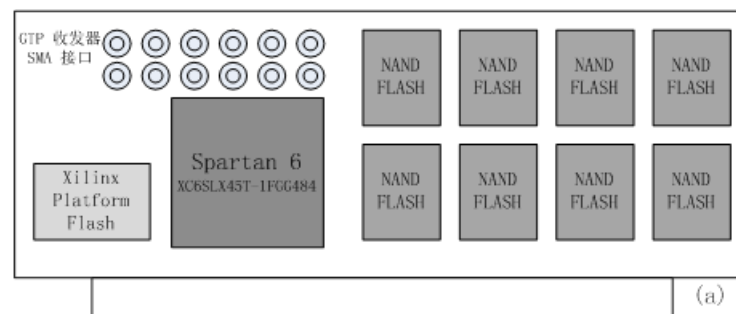 GTP 收发器
SMA 接口
NAND
FLASH
NAND
FLASH
NAND
FLASH
NAND
FLASH
Spartan 6
XC6SLX45T-1FGG484
Xilinx
Platform
Flash
NAND
FLASH
NAND
FLASH
NAND
FLASH
NAND
FLASH
(a)